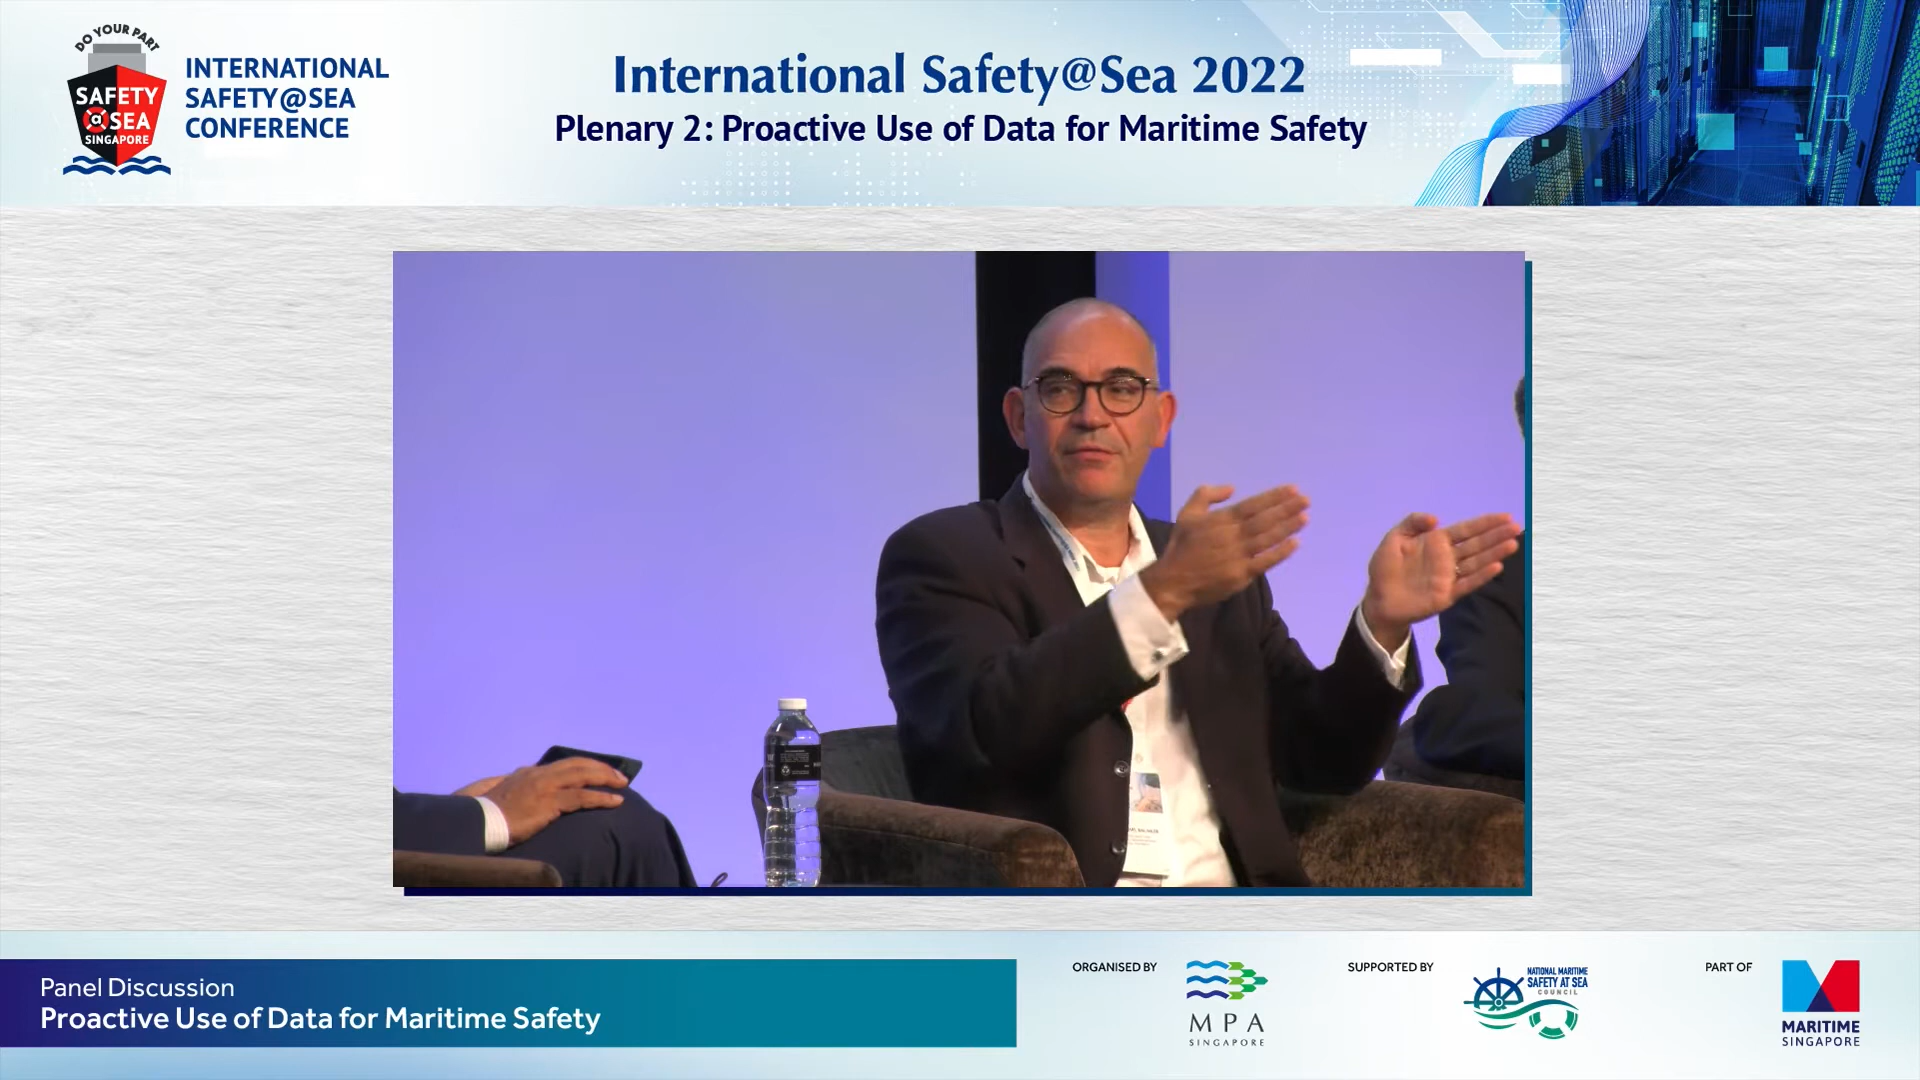 DO YOUR PART
SAFETY
@SEA
SINGAPORE
INTERNATIONAL
SAFETY@SEA
CONFERENCE
International Safety@Sea 2022
Plenary 2: Proactive Use of Data for Maritime Safety
Panel Discussion
Proactive Use of Data for Maritime Safety
ORGANISED BY
MPA
SINGAPORE
SUPPORTED BY
NATIONAL MARITIME
SAFETY AT SEA
COUNCIL
PART OF
MARITIME
SINGAPORE